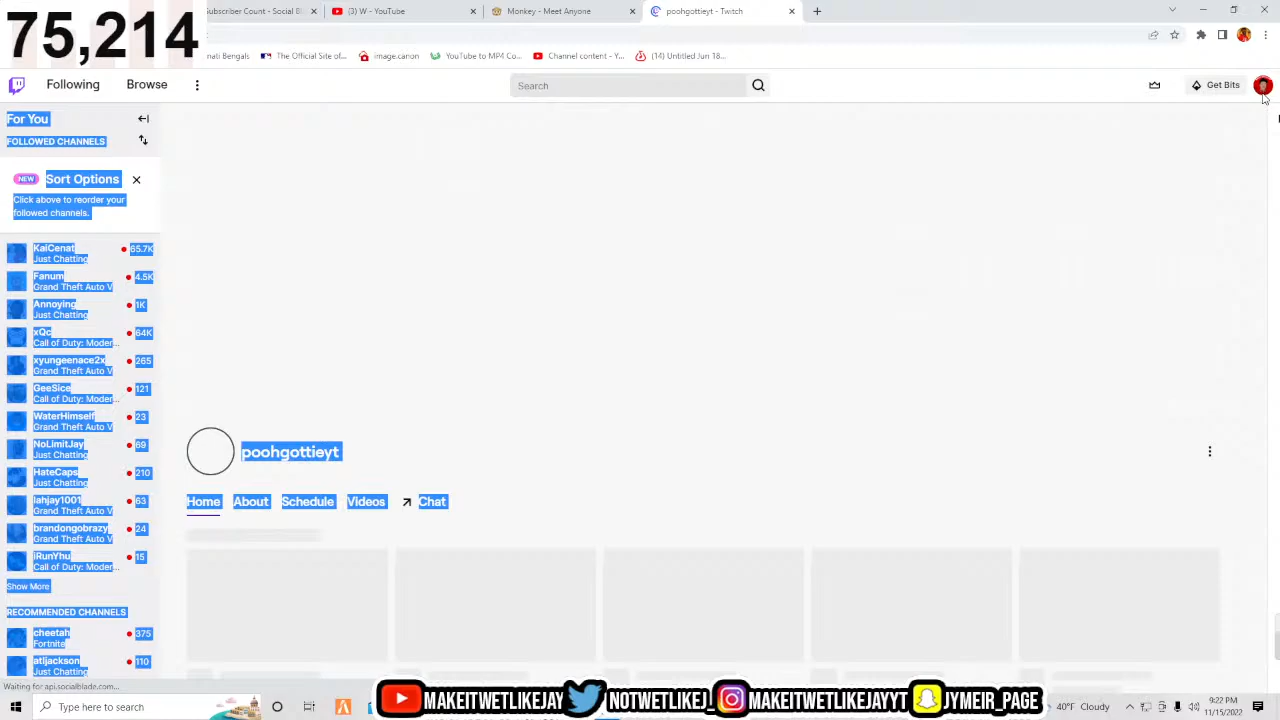 75,214
Social Bla
(3) W - YouTube
Monkey - Meet Anyone
poohgottieyt - Twitch
nati Bengals
The Official Site of...
image.canon
YouTube to MP4 Co...
Channel content - Y...
(14) Untitled Jun 18...
Following
Browse
Search
Get Bits
For You
FOLLOWED CHANNELS
NEW
Sort Options
Click above to reorder your
followed channels.
KaiCenat
65.7K
Just Chatting
Fanum
4.5K
Grand Theft Auto V
Annoying
1K
Just Chatting
xQc
64K
Call of Duty: Moder...
xyungeenace2x
265
Grand Theft Auto V
GeeSice
121
Call of Duty: Moder...
WaterHimself
23
Grand Theft Auto V
NoLimitJay
69
Just Chatting
HateCaps
210
Just Chatting
lahjay1001
63
Grand Theft Auto V
brandongobrazy
24
Grand Theft Auto V
iRunYhu
15
Call of Duty: Moder...
Show More
RECOMMENDED CHANNELS
cheetah
375
Fortnite
atljackson
110
Just Chatting
poohgottieyt
Home
About
Schedule
Videos
Chat
Waiting for api.socialblade.com...
Type here to search
MAKEITWETLIKEJAY
NOTWETLIKEJ_
MAKEITWETLIKEJAYYT
JYMEIR_PAGE
40°F Cloudy
9:22 PM
11/15/2022